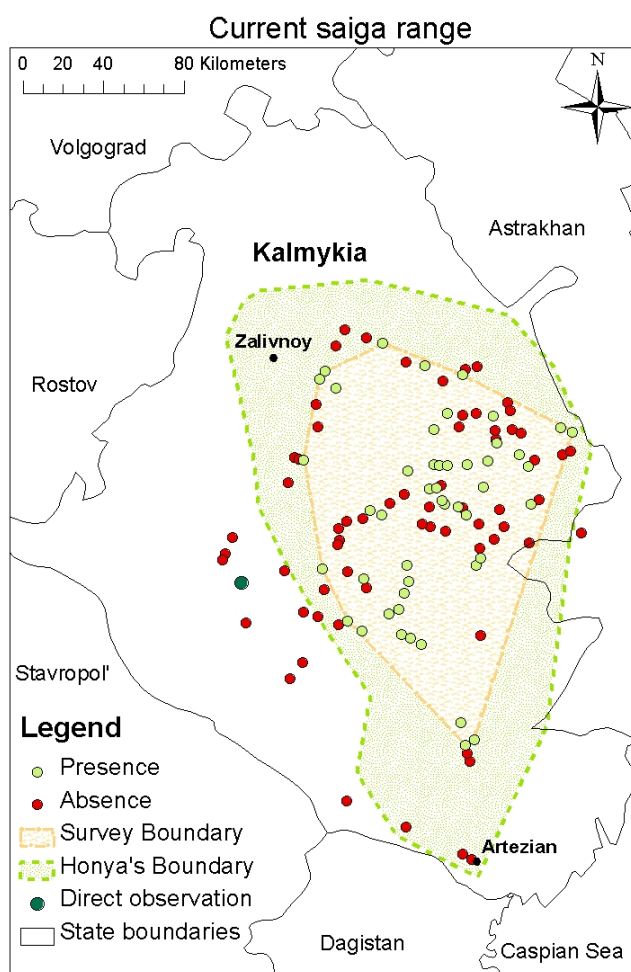 Current saiga range
0 20 40 80 Kilometers
N
Volgograd
Astrakhan
Kalmykia
Zalivnoy
Rostov
Stavropol'
Legend
Presence
Absence
Survey Boundary
Honya's Boundary
Direct observation
State boundaries
Artezian
Dagistan
Caspian Sea